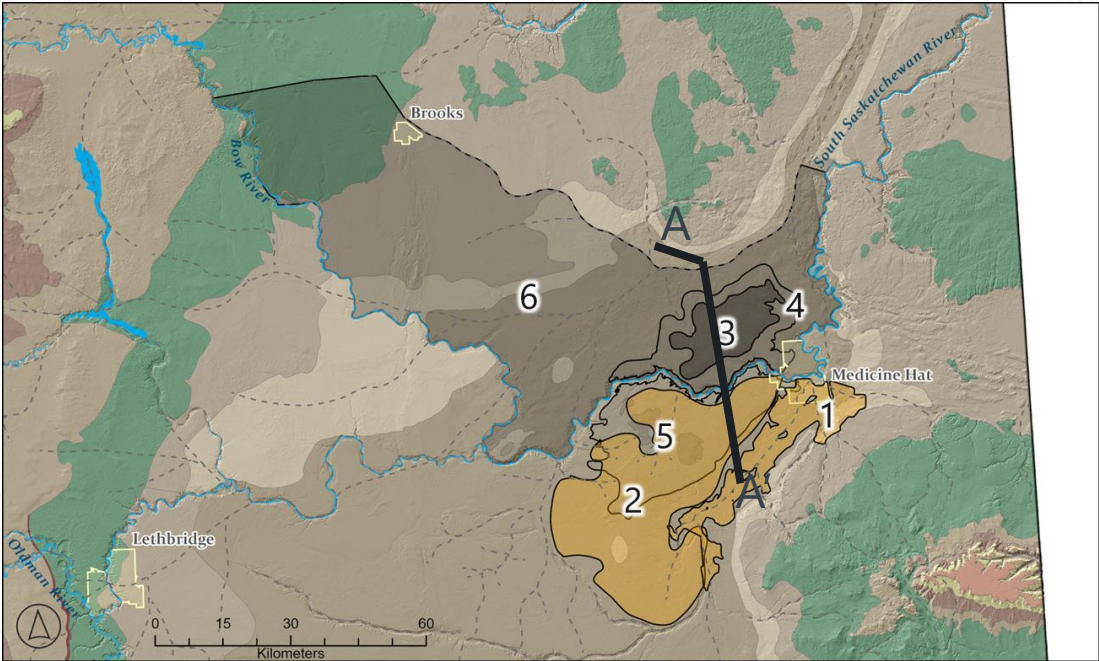 Brooks
South Saskatchewan River
Bow River
A
6
4
3
Medicine Hat
1
5
A
2
Lethbridge
Oldman River
0 15 30 60
Kilometers